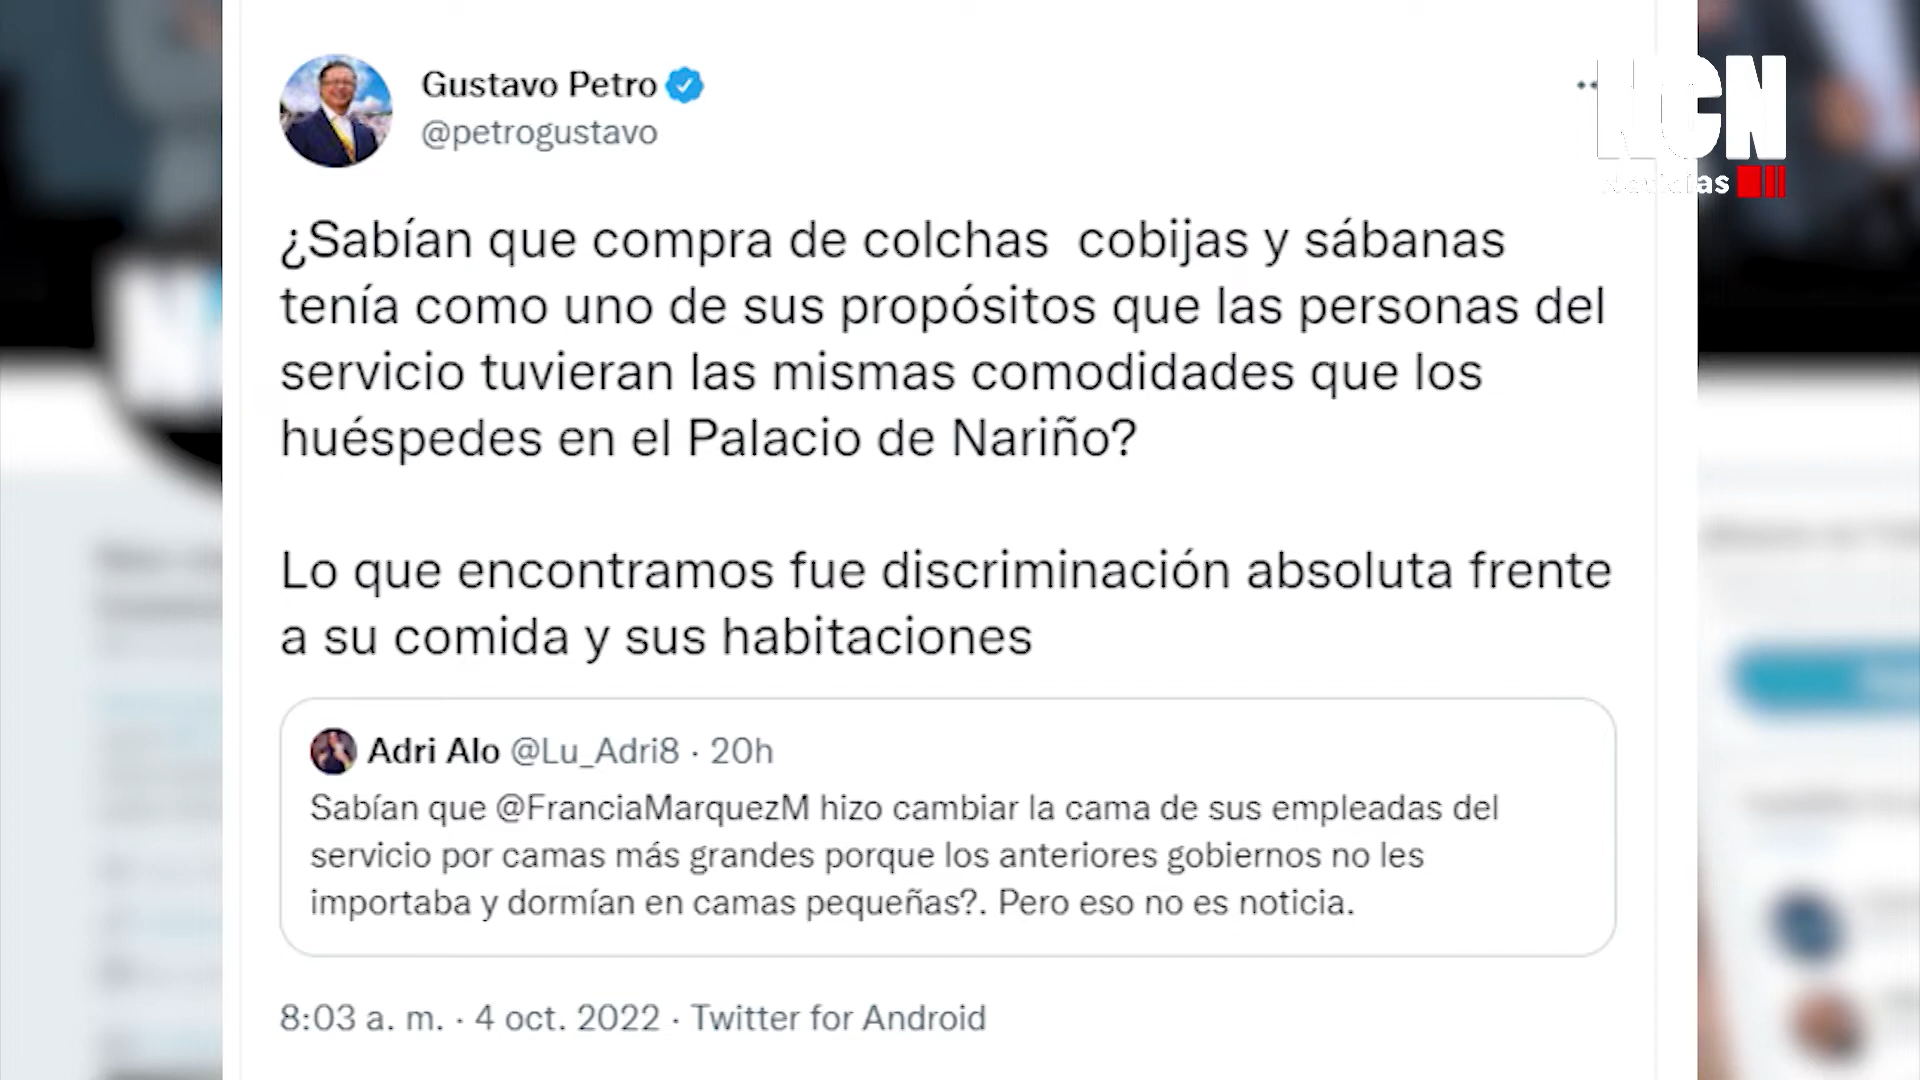 Gustavo Petro
@petrogustavo
NCN
Noticias
¿Sabían que compra de colchas  cobijas y sábanas
tenía como uno de sus propósitos que las personas del
servicio tuvieran las mismas comodidades que los
huéspedes en el Palacio de Nariño?
Lo que encontramos fue discriminación absoluta frente
a su comida y sus habitaciones
Adri Alo @Lu_Adri8 · 20h
Sabían que @FranciaMarquezM hizo cambiar la cama de sus empleadas del
servicio por camas más grandes porque los anteriores gobiernos no les
importaba y dormían en camas pequeñas?. Pero eso no es noticia.
8:03 a. m. · 4 oct. 2022 · Twitter for Android